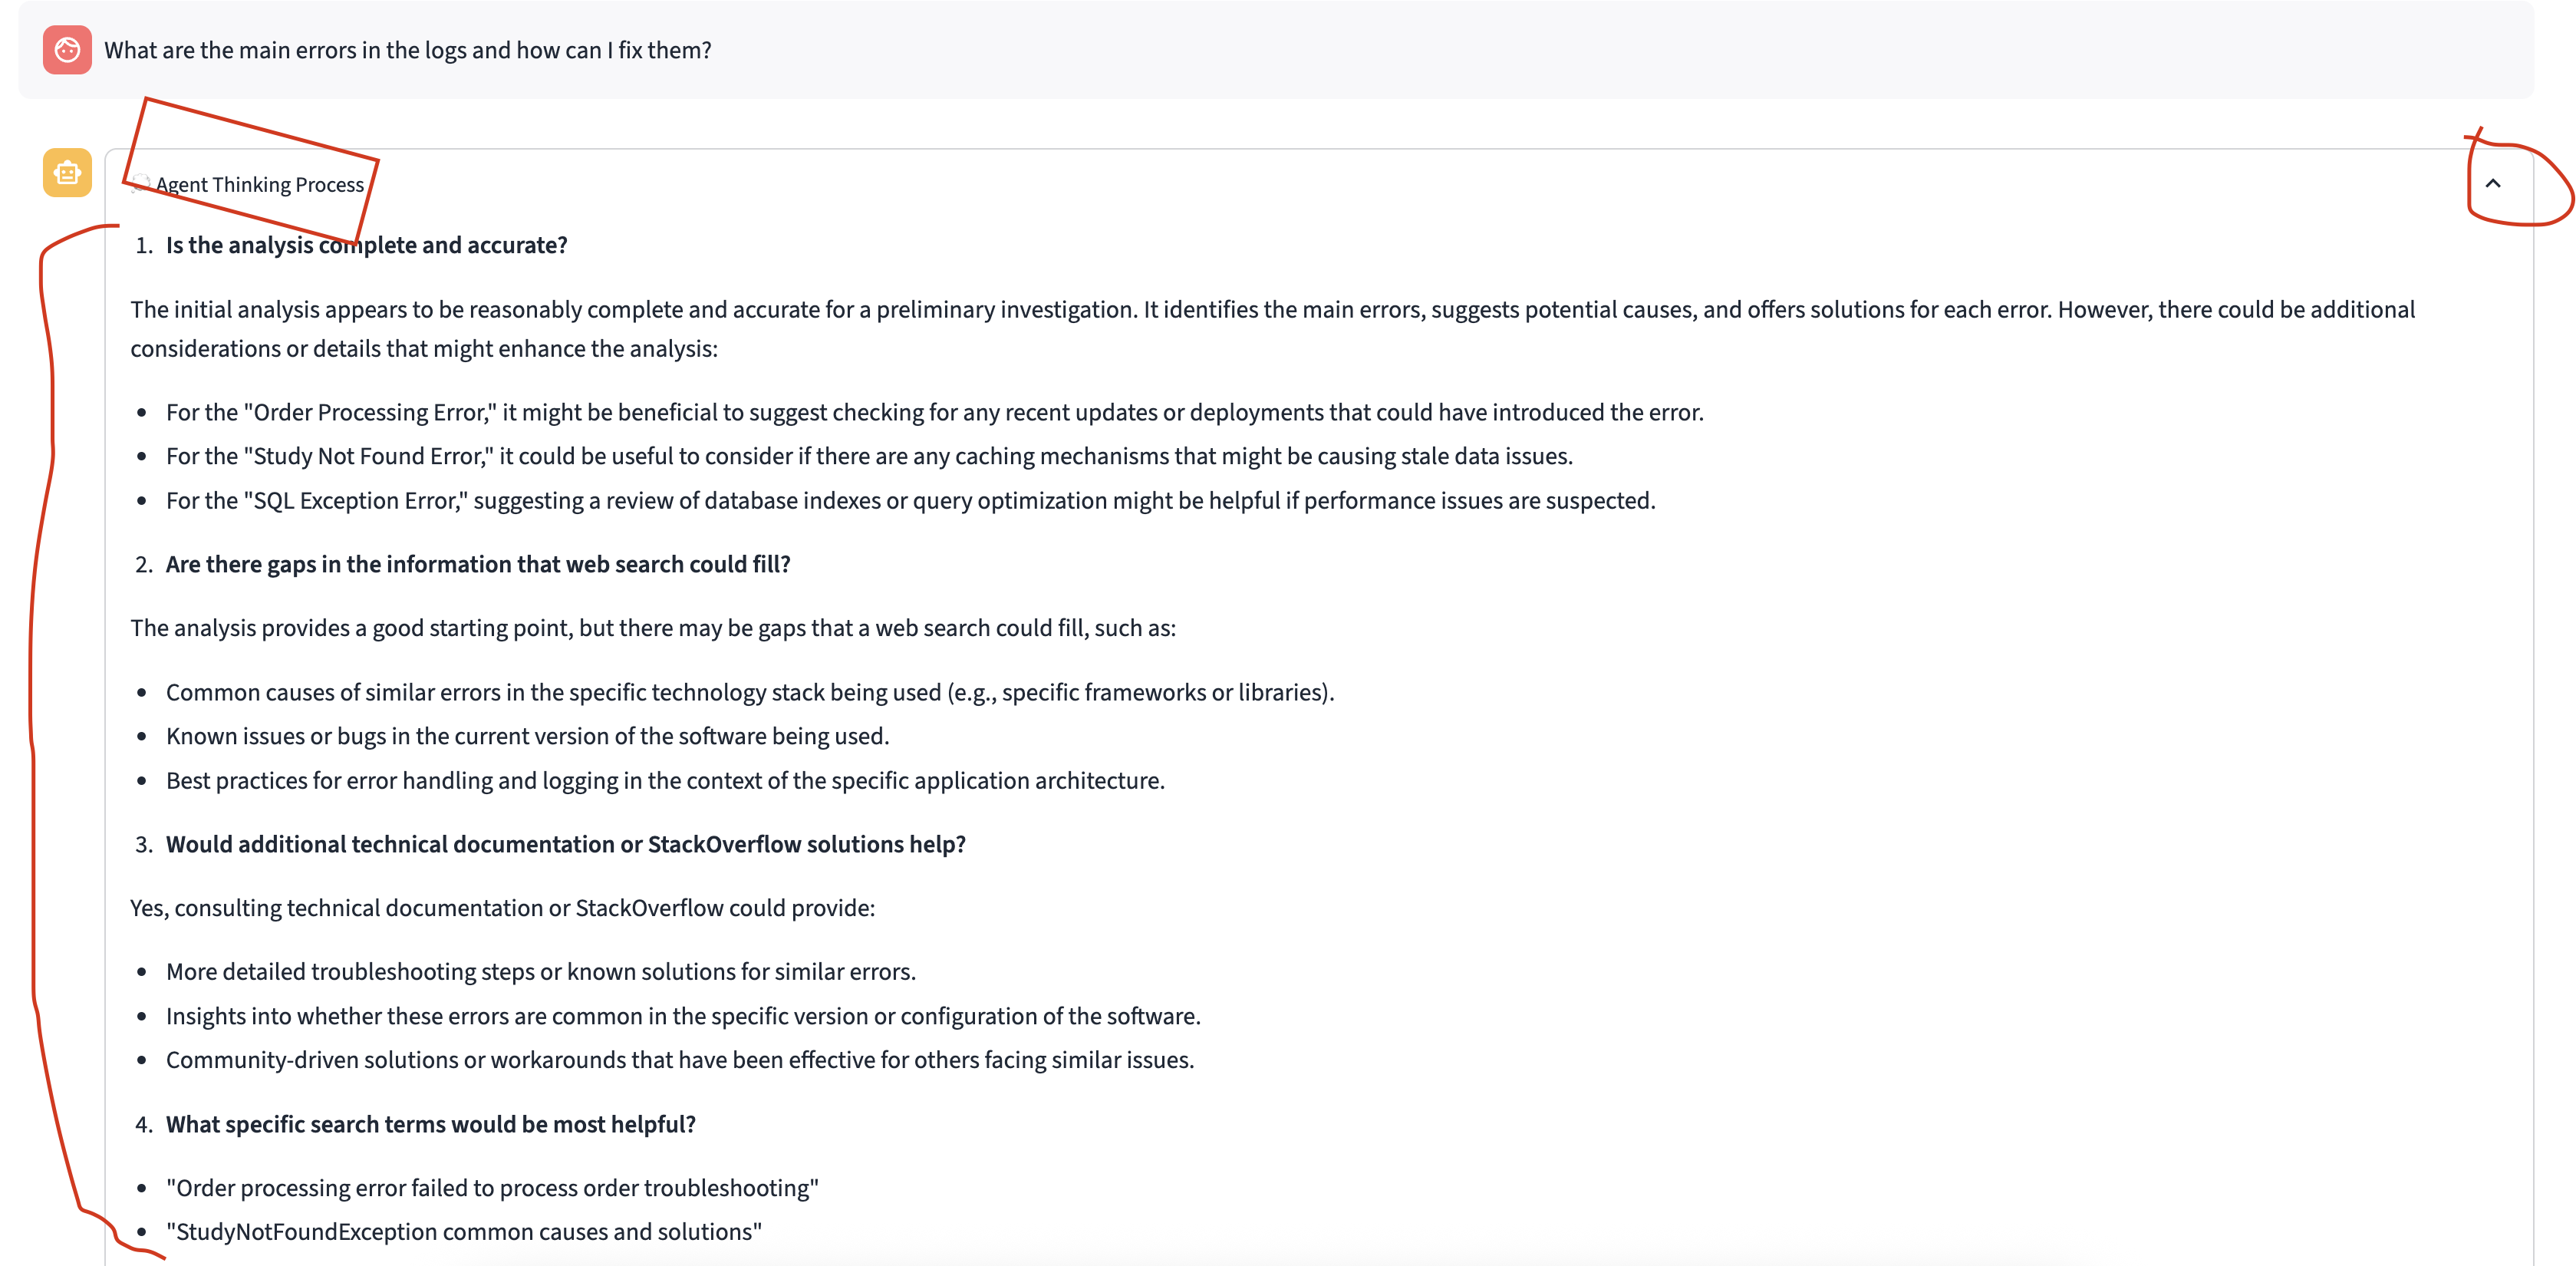 What are the main errors in the logs and how can I fix them?
Agent Thinking Process
1. Is the analysis complete and accurate?
The initial analysis appears to be reasonably complete and accurate for a preliminary investigation. It identifies the main errors, suggests potential causes, and offers solutions for each error. However, there could be additional
considerations or details that might enhance the analysis:
• For the "Order Processing Error," it might be beneficial to suggest checking for any recent updates or deployments that could have introduced the error.
• For the "Study Not Found Error," it could be useful to consider if there are any caching mechanisms that might be causing stale data issues.
• For the "SQL Exception Error," suggesting a review of database indexes or query optimization might be helpful if performance issues are suspected.
2. Are there gaps in the information that web search could fill?
The analysis provides a good starting point, but there may be gaps that a web search could fill, such as:
• Common causes of similar errors in the specific technology stack being used (e.g., specific frameworks or libraries).
• Known issues or bugs in the current version of the software being used.
• Best practices for error handling and logging in the context of the specific application architecture.
3. Would additional technical documentation or StackOverflow solutions help?
Yes, consulting technical documentation or StackOverflow could provide:
• More detailed troubleshooting steps or known solutions for similar errors.
• Insights into whether these errors are common in the specific version or configuration of the software.
• Community-driven solutions or workarounds that have been effective for others facing similar issues.
4. What specific search terms would be most helpful?
• "Order processing error failed to process order troubleshooting"
• "StudyNotFoundException common causes and solutions"